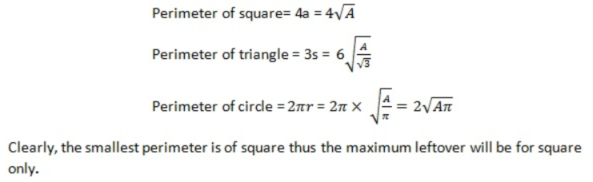 Perimeter of square= 4a = 4√A
Perimeter of triangle = 3s = 6√(A/√3)
Perimeter of circle = 2πr = 2π × √(A/π) = 2√Aπ
Clearly, the smallest perimeter is of square thus the maximum leftover will be for square
only.